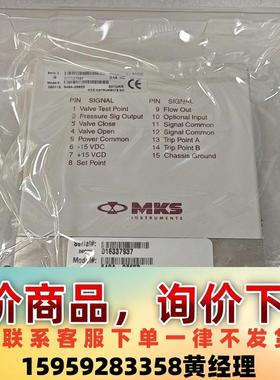 PIN SIGNAL
1 Valve Test Point
2 Pressure Sig Output
3 Valve Close
4 Valve Open
5 Power Common
6 -15 VDC
7 +15 VCD
8 Set Point
PIN SIGNAL
9 Flow Out
10 Optional Input
11 Signal Common
12 Signal Common
13 Trip Point A
14 Trip Point B
15 Chassis Ground
MKS
INSTRUMENTS
Serial#:
016337937
Model#:
价商品，询价下
联系客服下单一律不发
15959283358黄经理